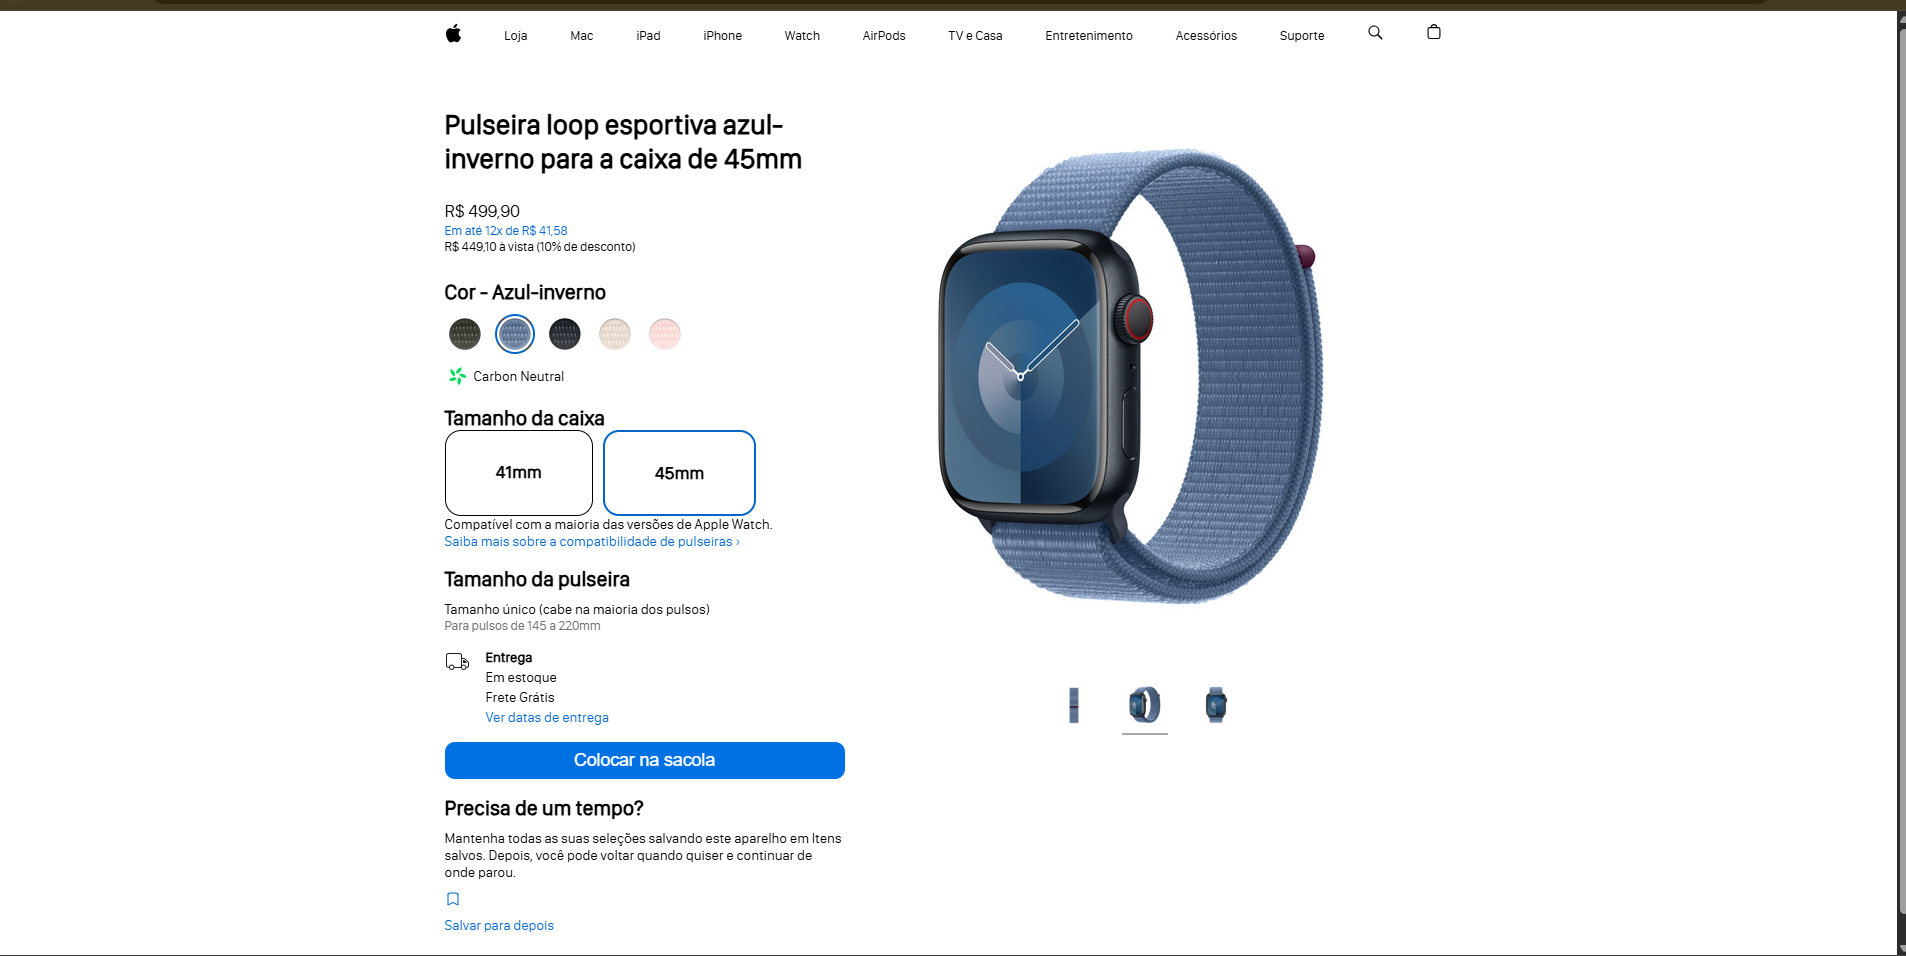 Loja
Mac
iPad
iPhone
Watch
AirPods
TV e Casa
Entretenimento
Acessórios
Suporte
Pulseira loop esportiva azul-
inverno para a caixa de 45mm
R$ 499,90
Em até 12x de R$ 41,58
R$ 449,10 à vista (10% de desconto)
Cor - Azul-inverno
Carbon Neutral
Tamanho da caixa
41mm
45mm
Compatível com a maioria das versões de Apple Watch.
Saiba mais sobre a compatibilidade de pulseiras ›
Tamanho da pulseira
Tamanho único (cabe na maioria dos pulsos)
Para pulsos de 145 a 220mm
Entrega
Em estoque
Frete Grátis
Ver datas de entrega
Colocar na sacola
Precisa de um tempo?
Mantenha todas as suas seleções salvando este aparelho em Itens
salvos. Depois, você pode voltar quando quiser e continuar de
onde parou.
Salvar para depois